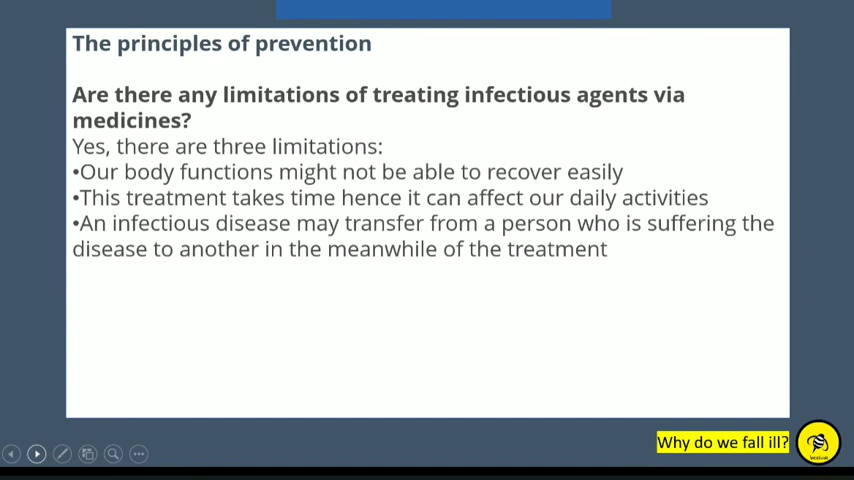 The principles of prevention
Are there any limitations of treating infectious agents via
medicines?
Yes, there are three limitations:
•Our body functions might not be able to recover easily
•This treatment takes time hence it can affect our daily activities
•An infectious disease may transfer from a person who is suffering the
disease to another in the meanwhile of the treatment
Why do we fall ill?